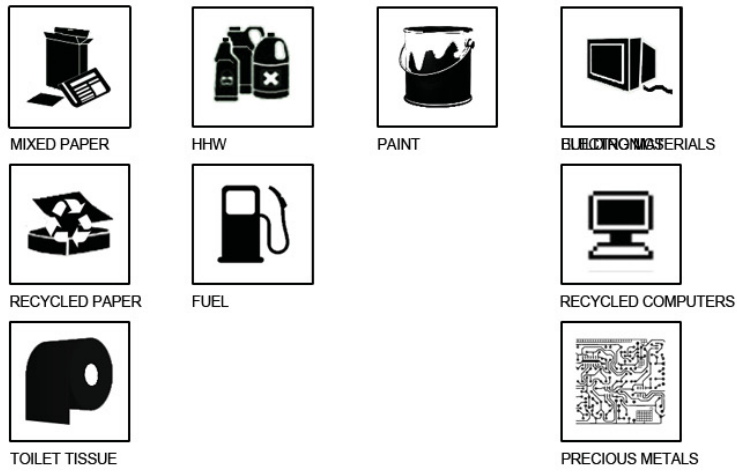 MIXED PAPER
HHW
PAINT
RECYCLED PAPER
FUEL
RECYCLED COMPUTERS
TOILET TISSUE
PRECIOUS METALS